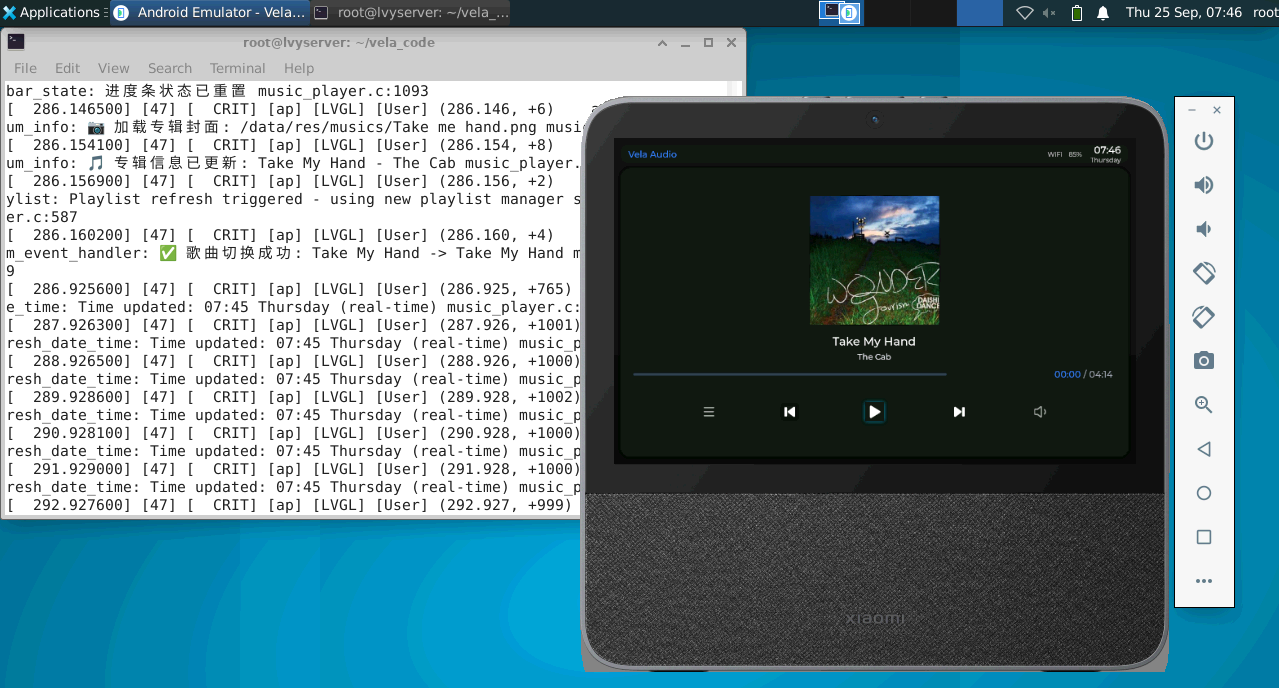 Applications
Android Emulator - Vela...
root@lvyserver: ~/vela_...
Thu 25 Sep, 07:46
root
root@lvyserver: ~/vela_code
File Edit View Search Terminal Help
bar_state: 进度条状态已重置 music_player.c:1093
[  286.146500] [47] [  CRIT] [ap] [LVGL] [User] (286.146, +6)
um_info: 📷 加载专辑封面: /data/res/musics/Take me hand.png musi
[  286.154100] [47] [  CRIT] [ap] [LVGL] [User] (286.154, +8)
um_info: 🎵 专辑信息已更新: Take My Hand - The Cab music_player.
[  286.156900] [47] [  CRIT] [ap] [LVGL] [User] (286.156, +2)
ylist: Playlist refresh triggered - using new playlist manager s
er.c:587
[  286.160200] [47] [  CRIT] [ap] [LVGL] [User] (286.160, +4)
m_event_handler: ✅ 歌曲切换成功: Take My Hand -> Take My Hand m
9
[  286.925600] [47] [  CRIT] [ap] [LVGL] [User] (286.925, +765)
e_time: Time updated: 07:45 Thursday (real-time) music_player.c:
[  287.926300] [47] [  CRIT] [ap] [LVGL] [User] (287.926, +1001)
resh_date_time: Time updated: 07:45 Thursday (real-time) music_p
[  288.926500] [47] [  CRIT] [ap] [LVGL] [User] (288.926, +1000)
resh_date_time: Time updated: 07:45 Thursday (real-time) music_p
[  289.928600] [47] [  CRIT] [ap] [LVGL] [User] (289.928, +1002)
resh_date_time: Time updated: 07:45 Thursday (real-time) music_p
[  290.928100] [47] [  CRIT] [ap] [LVGL] [User] (290.928, +1000)
resh_date_time: Time updated: 07:45 Thursday (real-time) music_p
[  291.929000] [47] [  CRIT] [ap] [LVGL] [User] (291.928, +1000)
resh_date_time: Time updated: 07:45 Thursday (real-time) music_p
[  292.927600] [47] [  CRIT] [ap] [LVGL] [User] (292.927, +999)
Vela Audio
WIFI 85% 07:46
Thursday
WONDER
Tourism
DAISHI
DANCE
Take My Hand
The Cab
00:00 / 04:14
xiaomi